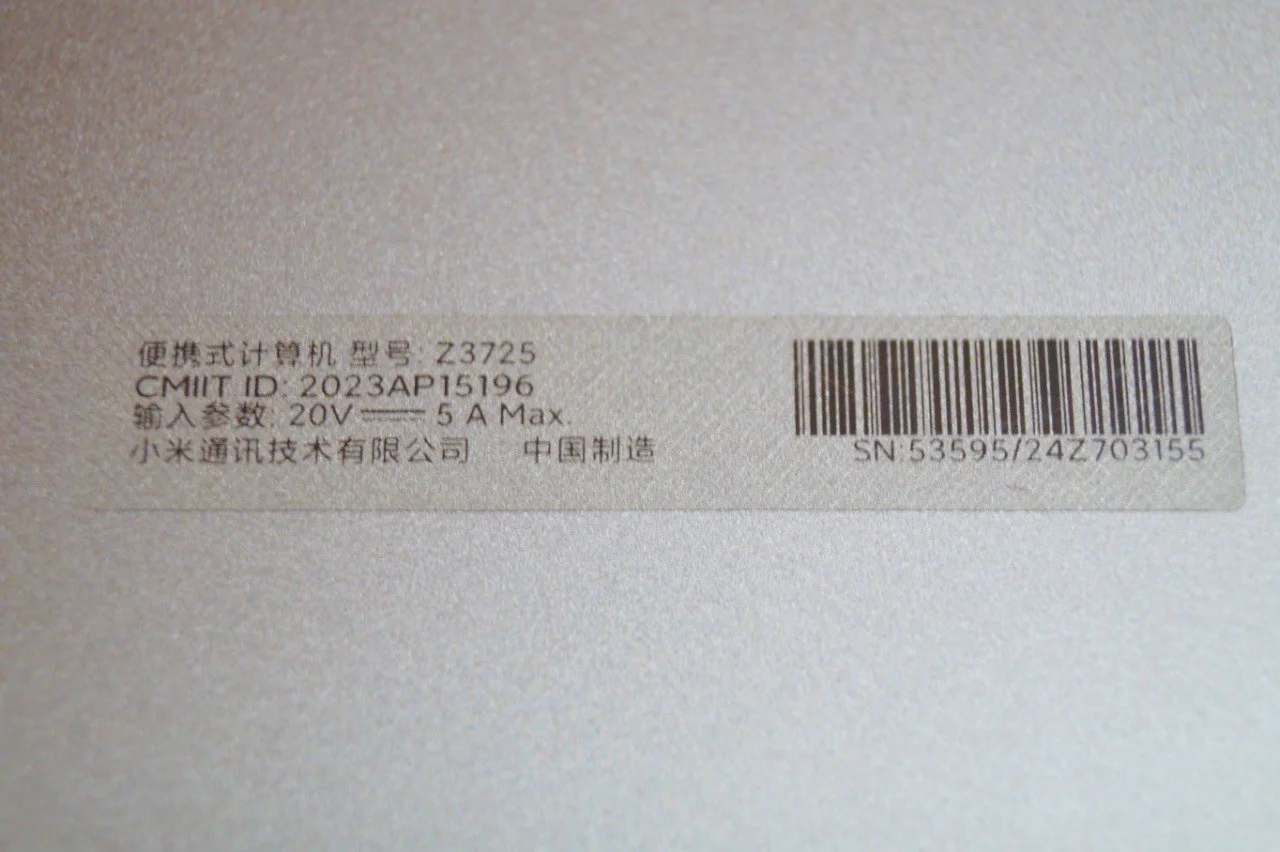 便携式计算机 型号: Z3725
CMIIT ID: 2023AP15196
输入参数: 20V⎓5 A Max.
小米通讯技术有限公司 中国制造
SN:53595/24Z703155